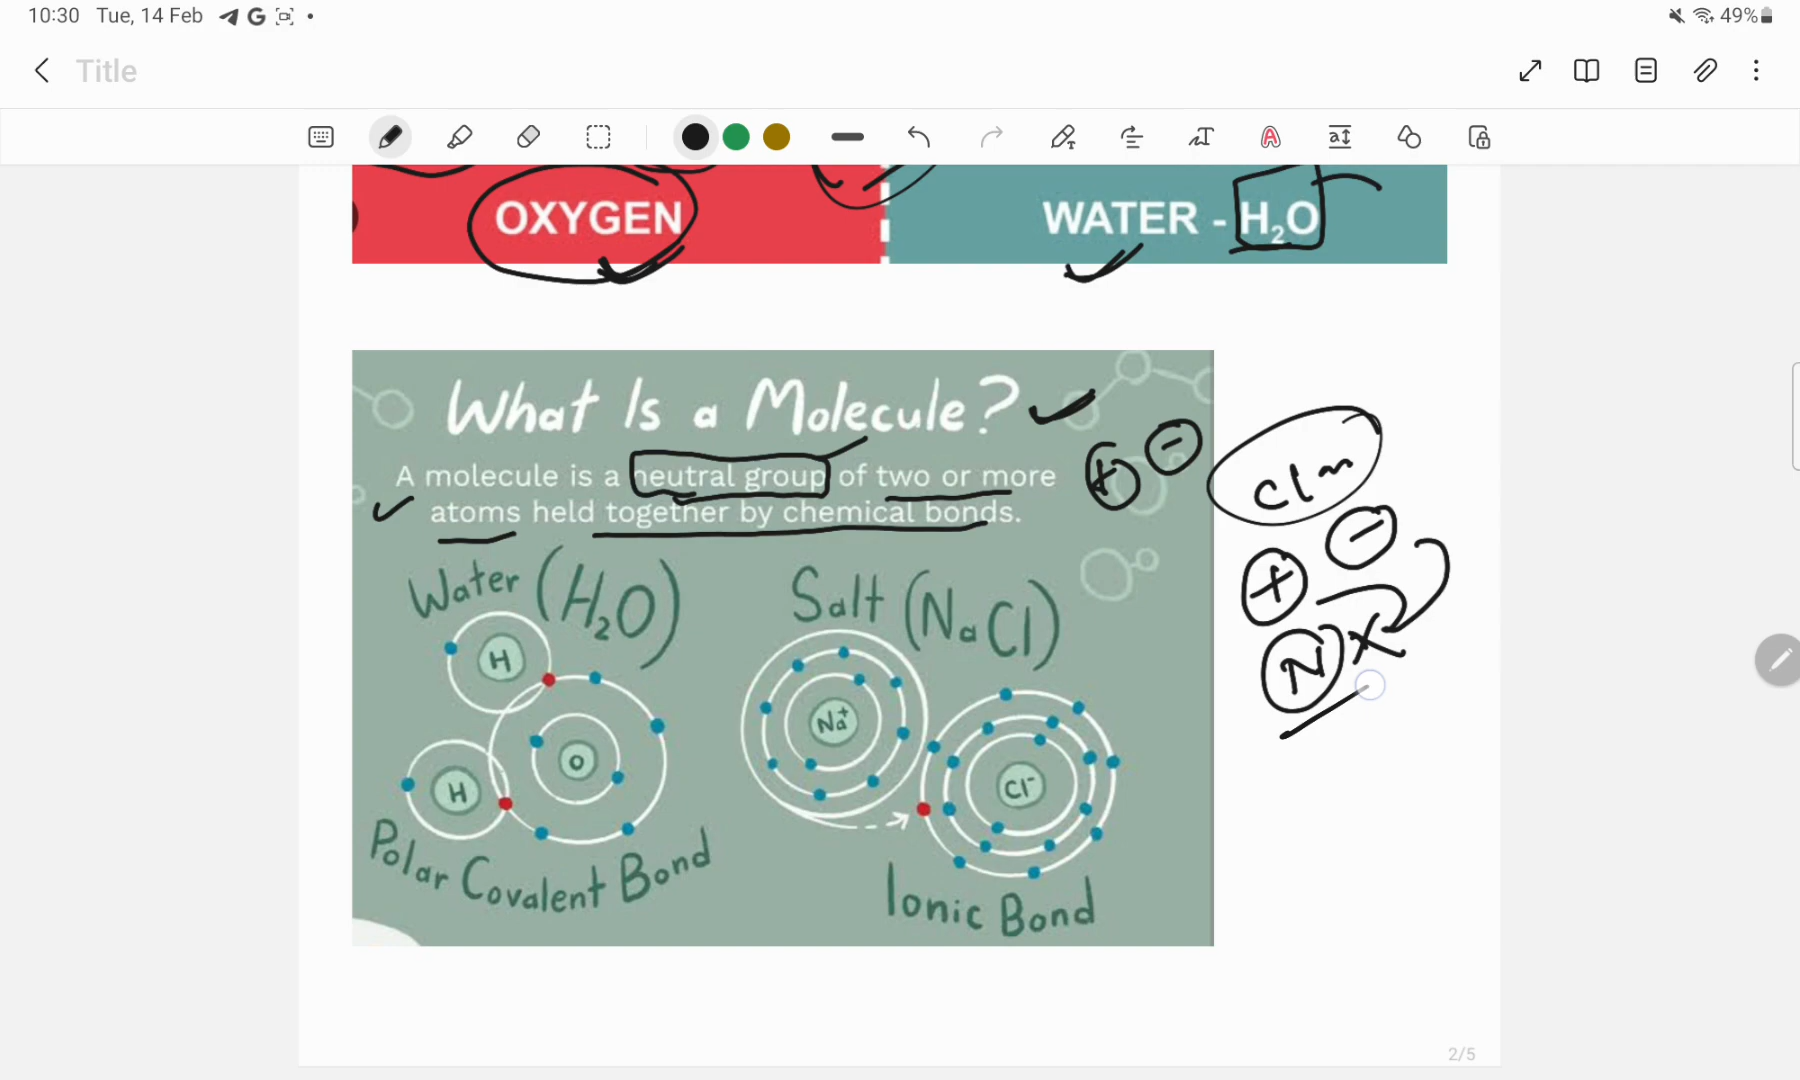 10:30 Tue, 14 Feb G
49%
Title
OXYGEN
WATER - H₂O
What Is a Molecule?
A molecule is a neutral group of two or more
atoms held together by chemical bonds.
+ -
Water (H₂O)
Salt (NaCl)
+ -
N X
H
O
H
Na⁺
Cl⁻
Polar Covalent Bond
Ionic Bond
2/5